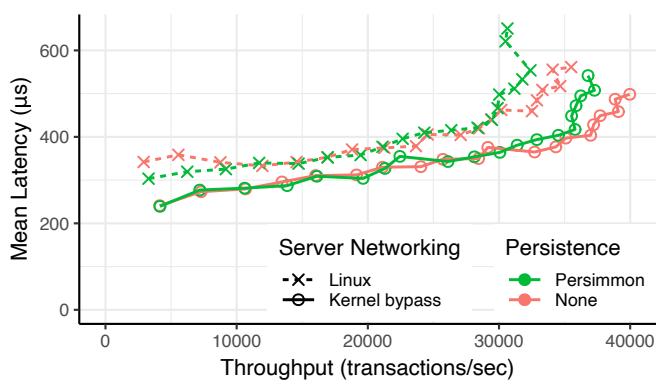 Mean Latency (µs)
600
400
200
0
Server Networking
Linux
Kernel bypass
Persistence
Persimmon
None
0 10000 20000 30000 40000
Throughput (transactions/sec)